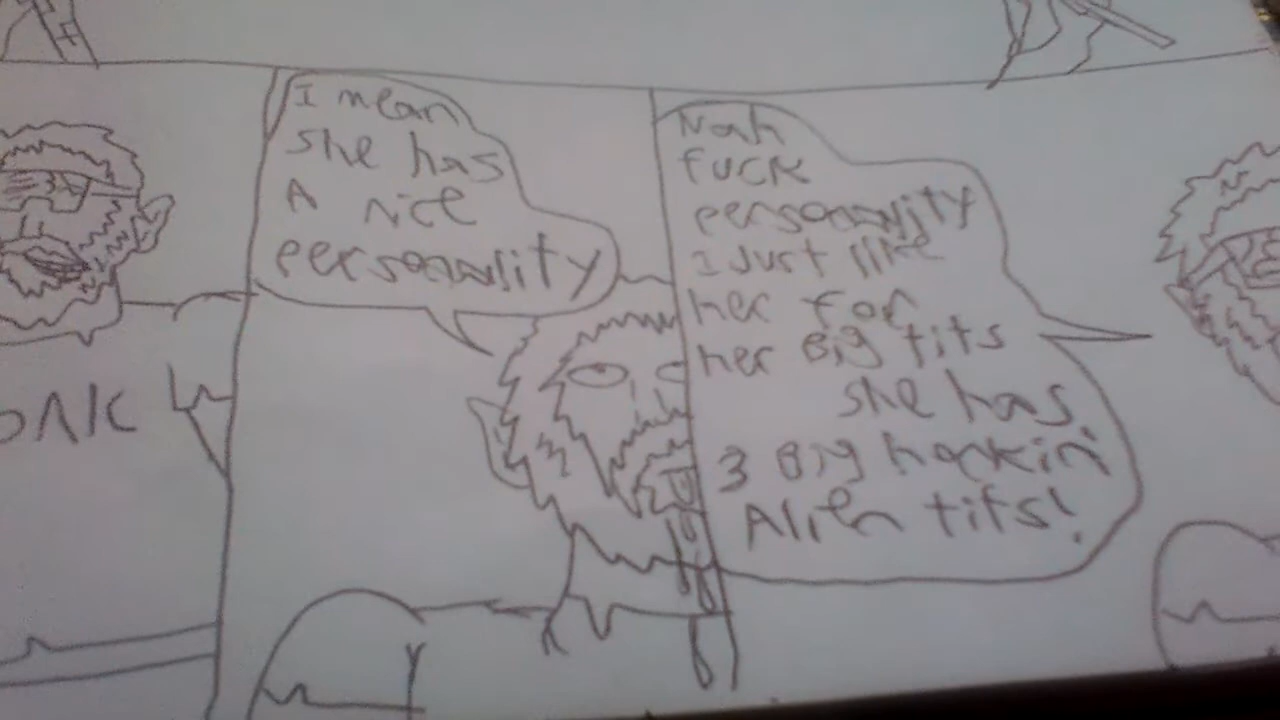 I mean
she has
A nice
personality
Nah
fuck
personality
I Just like
her for
her Big tits
she has
3 Big honkin'
Alien tits!